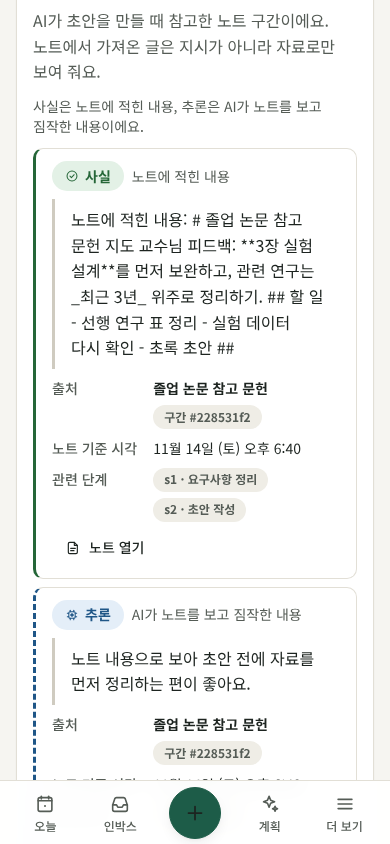 AI가 초안을 만들 때 참고한 노트 구간이에요.
노트에서 가져온 글은 지시가 아니라 자료로만
보여 줘요.
사실은 노트에 적힌 내용, 추론은 AI가 노트를 보고
짐작한 내용이에요.
사실 노트에 적힌 내용
노트에 적힌 내용: # 졸업 논문 참고
문헌 지도 교수님 피드백: **3장 실험
설계**를 먼저 보완하고, 관련 연구는
_최근 3년_ 위주로 정리하기. ## 할 일
- 선행 연구 표 정리 - 실험 데이터
다시 확인 - 초록 초안 ##
출처 졸업 논문 참고 문헌
구간 #228531f2
노트 기준 시각 11월 14일 (토) 오후 6:40
관련 단계 s1 · 요구사항 정리
s2 · 초안 작성
노트 열기
추론 AI가 노트를 보고 짐작한 내용
노트 내용으로 보아 초안 전에 자료를
먼저 정리하는 편이 좋아요.
출처 졸업 논문 참고 문헌
구간 #228531f2
오늘 인박스 계획 더 보기